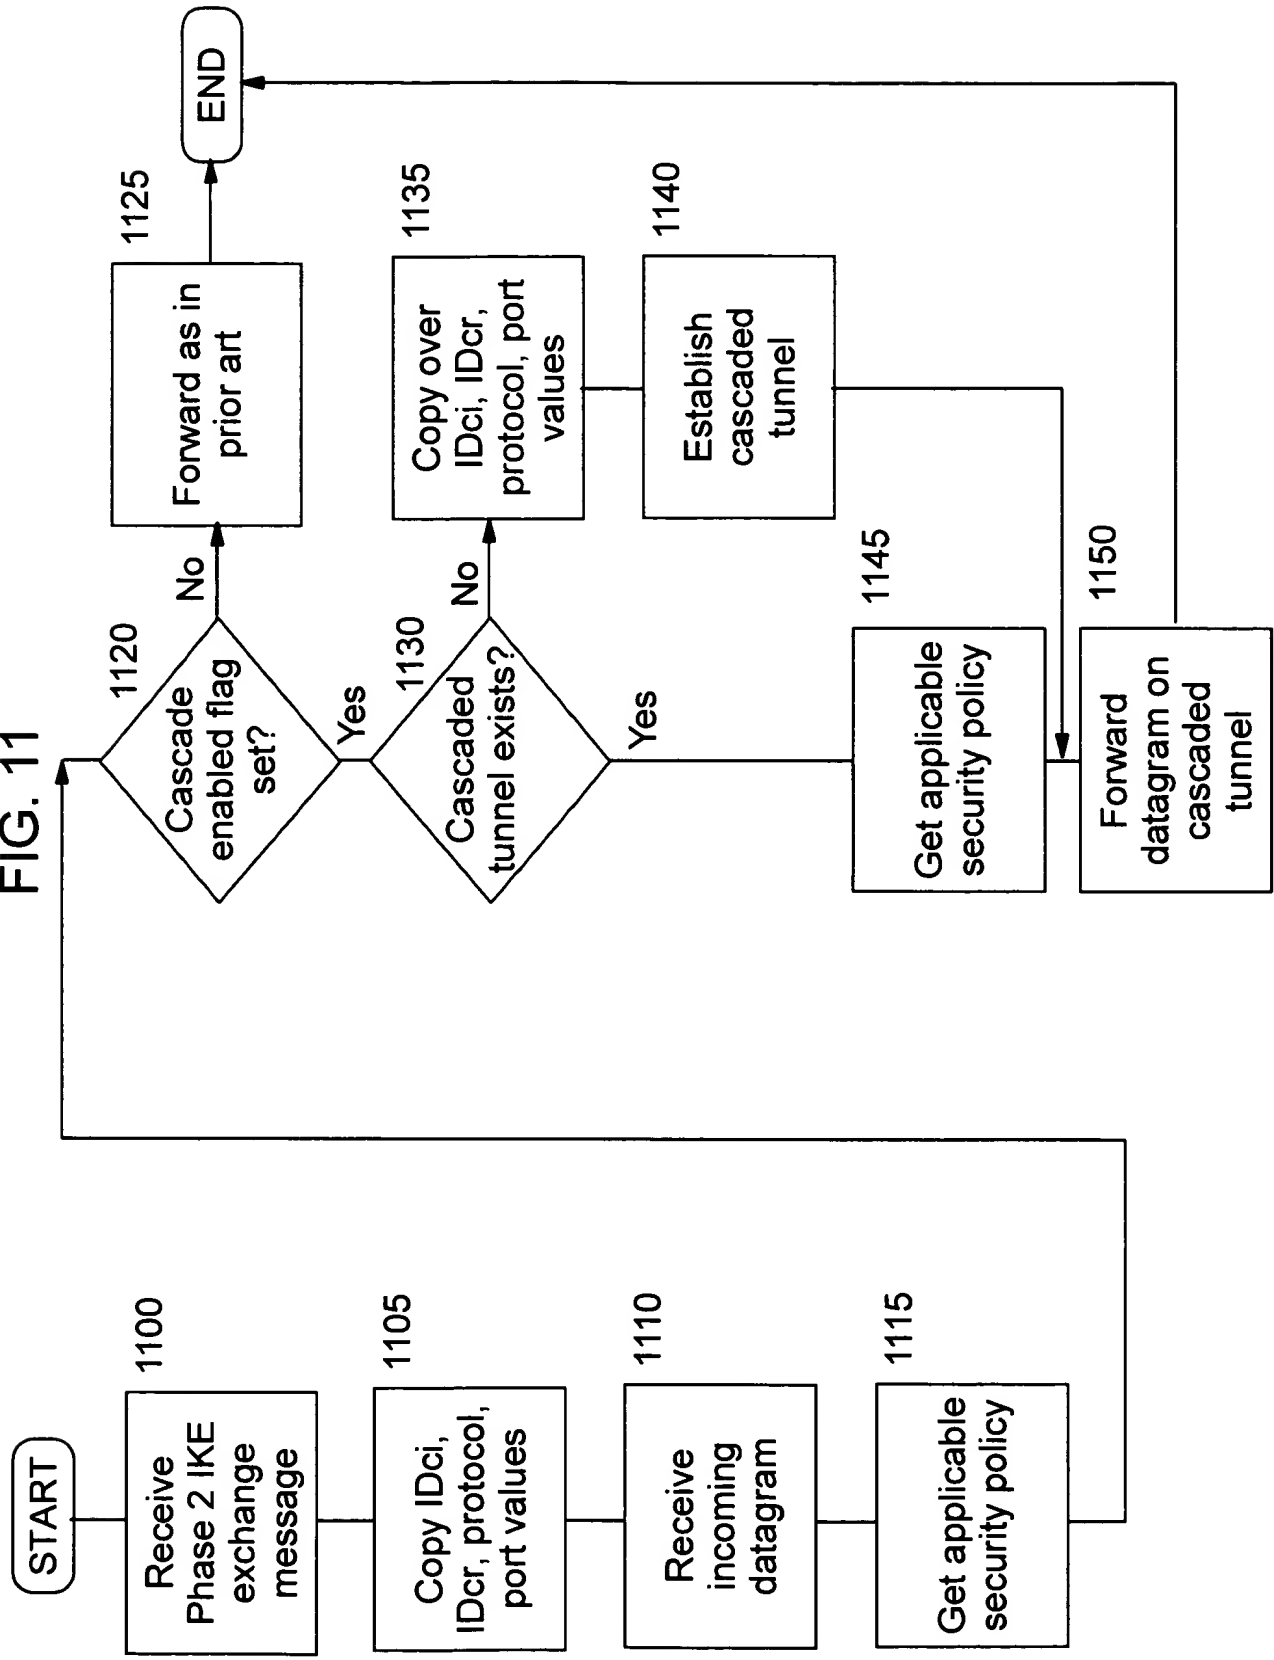 FIG. 11
START
1100
Receive
Phase 2 IKE
exchange
message
1105
Copy IDci,
IDcr, protocol,
port values
1110
Receive
incoming
datagram
1115
Get applicable
security policy
1120
Cascade
enabled flag
set?
No
1125
Forward as in
prior art
END
Yes
1130
Cascaded
tunnel exists?
No
1135
Copy over
IDci, IDcr,
protocol, port
values
1140
Establish
cascaded
tunnel
Yes
1145
Get applicable
security policy
1150
Forward
datagram on
cascaded
tunnel